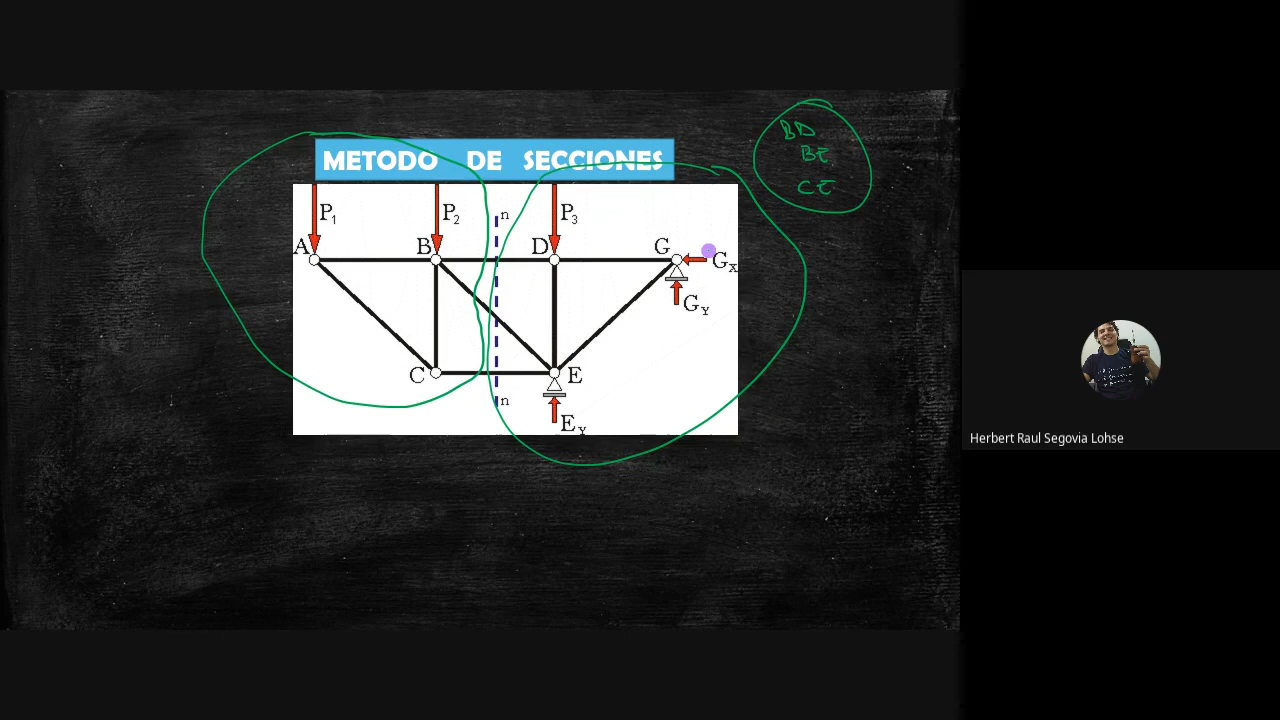 METODO DE SECCIONES
BD
BE
CE
P1 P2 n P3
A B D G Gx
GY
C E
n
EY
Herbert Raul Segovia Lohse